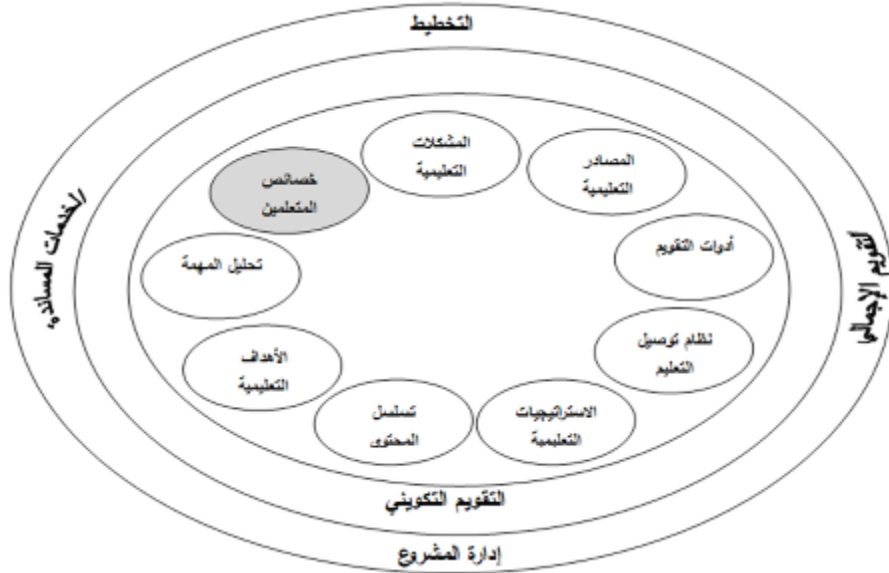 التخطيط
المشكلات
التعليمية
المصادر
التعليمية
خصائص
المتعلمين
أدوات التقويم
تحليل المهمة
نظام توصيل
التعليم
الأهداف
التعليمية
الاستراتيجيات
التعليمية
تسلسل
المحتوى
التقويم التكويني
إدارة المشروع
التقويم الإجمالي
الخدمات المساندة